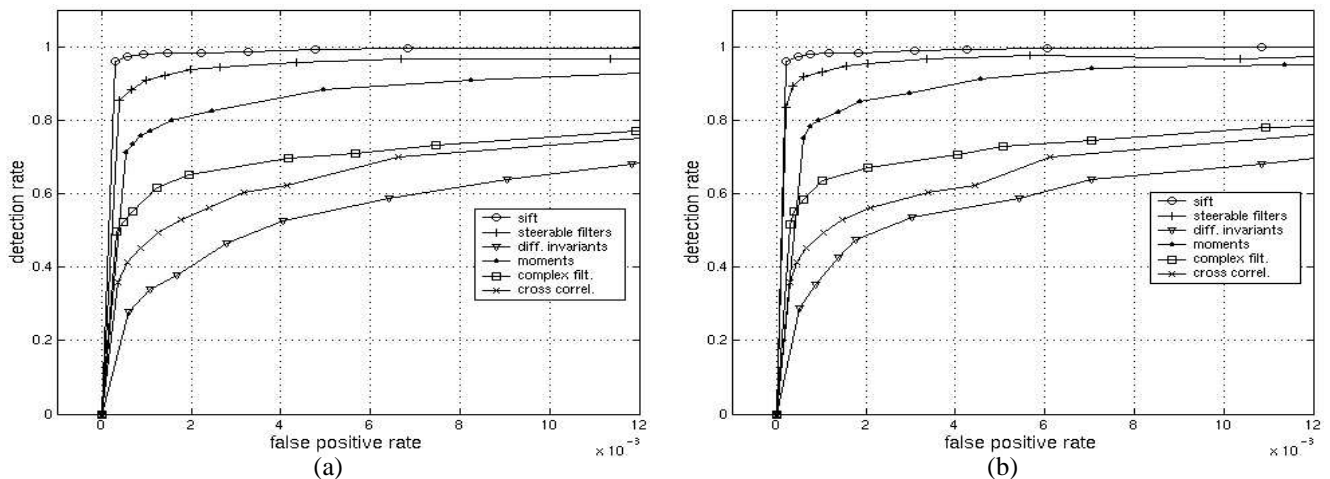 1
0.8
0.6
0.4
0.2
0
detection rate
sift
steerable filters
diff. invariants
moments
complex filt.
cross correl.
0 2 4 6 8 10 12
false positive rate
x 10⁻³
(a)
1
0.8
0.6
0.4
0.2
0
detection rate
sift
steerable filters
diff. invariants
moments
complex filt.
cross correl.
0 2 4 6 8 10 12
false positive rate
x 10⁻³
(b)